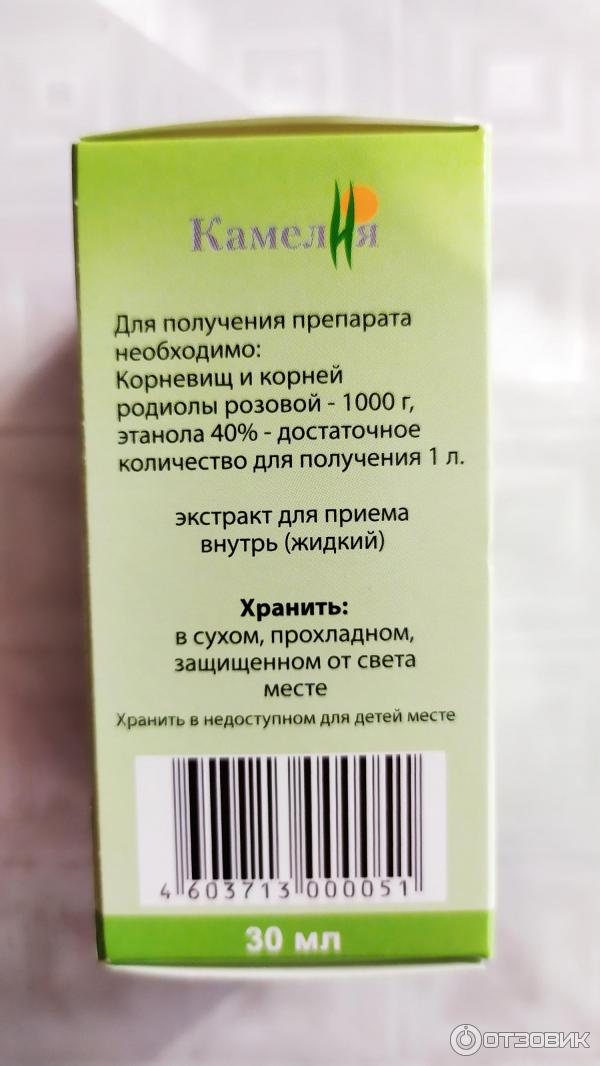 Камелия
Для получения препарата
необходимо:
Корневищ и корней
родиолы розовой - 1000 г,
этанола 40% - достаточное
количество для получения 1 л.
экстракт для приема
внутрь (жидкий)
Хранить:
в сухом, прохладном,
защищенном от света
месте
Хранить в недоступном для детей месте
4 603713 000051
30 мл
ОТЗОВИК